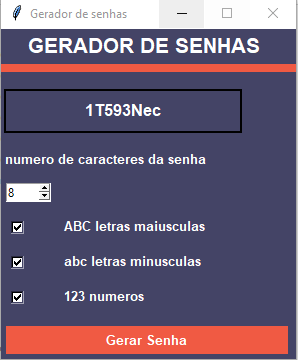 Gerador de senhas
GERADOR DE SENHAS
1T593Nec
numero de caracteres da senha
8
ABC letras maiusculas
abc letras minusculas
123 numeros
Gerar Senha